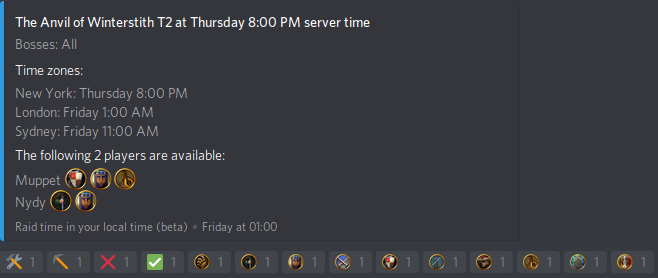 The Anvil of Winterstith T2 at Thursday 8:00 PM server time
Bosses: All
Time zones:
New York: Thursday 8:00 PM
London: Friday 1:00 AM
Sydney: Friday 11:00 AM
The following 2 players are available:
Muppet
Nydy
Raid time in your local time (beta) • Friday at 01:00
1 1 1 1 1 1 1 1 1 1 1 1 1 1